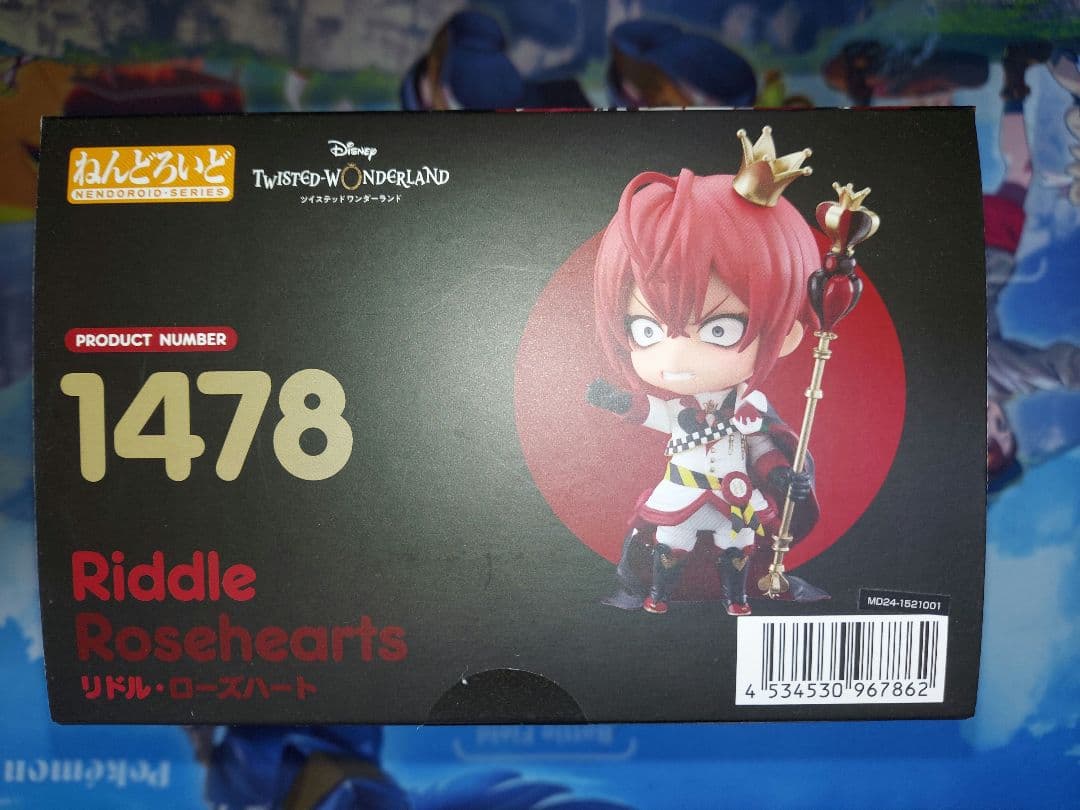 ねんどろいど
NENDOROID·SERIES
Disney
TWISTED-WONDERLAND
ツイステッドワンダーランド
PRODUCT NUMBER
1478
Riddle
Rosehearts
リドル・ローズハート
MD24-1521001
4 534530 967862
Battle Field
Pokémon